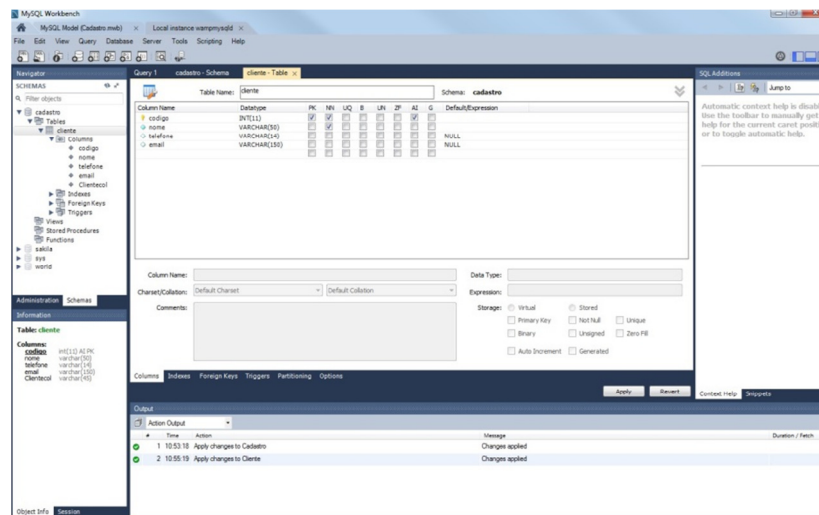 MySQL Workbench
MySQL Model (Cadastro.mwb) × Local instance wampmysqld ×
File Edit View Query Database Server Tools Scripting Help
Navigator
SCHEMAS
Filter objects
cadastro
Tables
cliente
Columns
codigo
nome
telefone
email
Clientecol
Indexes
Foreign Keys
Triggers
Views
Stored Procedures
Functions
sakila
sys
world
Administration Schemas
Information
Table: cliente
Columns:
codigo int(11) AI PK
nome varchar(50)
telefone varchar(14)
email varchar(150)
Clientecol varchar(45)
Object Info Session
Query 1 cadastro - Schema cliente - Table ×
Table Name: cliente Schema: cadastro
Column Name Datatype PK NN UQ B UN ZF AI G Default/Expression
codigo INT(11)
nome VARCHAR(50)
telefone VARCHAR(14) NULL
email VARCHAR(150) NULL
Column Name: Data Type:
Charset/Collation: Default Charset Default Collation Expression:
Comments: Storage: Virtual Stored
Primary Key Not Null Unique
Binary Unsigned Zero Fill
Auto Increment Generated
Columns Indexes Foreign Keys Triggers Partitioning Options
Apply Revert
Output
Action Output
# Time Action Message Duration / Fetch
1 10:53:18 Apply changes to Cadastro Changes applied
2 10:55:19 Apply changes to Cliente Changes applied
SQL Additions
Jump to
Automatic context help is disab
Use the toolbar to manually get
help for the current caret positi
or to toggle automatic help.
Context Help Snippets